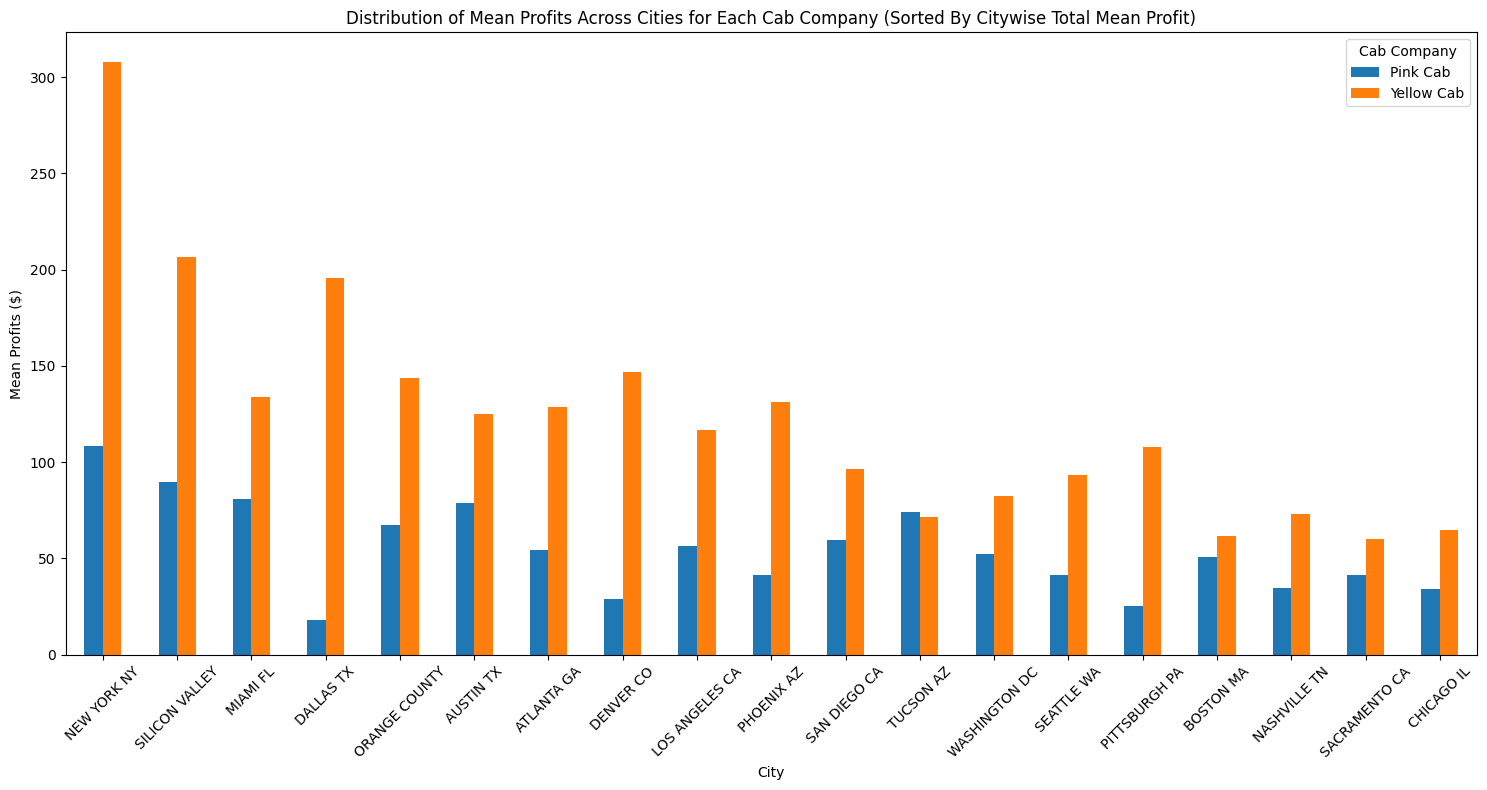 Distribution of Mean Profits Across Cities for Each Cab Company (Sorted By Citywise Total Mean Profit)
Cab Company
Pink Cab
Yellow Cab
Mean Profits ($)
300
250
200
150
100
50
0
NEW YORK NY
SILICON VALLEY
MIAMI FL
DALLAS TX
ORANGE COUNTY
AUSTIN TX
ATLANTA GA
DENVER CO
LOS ANGELES CA
PHOENIX AZ
SAN DIEGO CA
TUCSON AZ
WASHINGTON DC
SEATTLE WA
PITTSBURGH PA
BOSTON MA
NASHVILLE TN
SACRAMENTO CA
CHICAGO IL
City